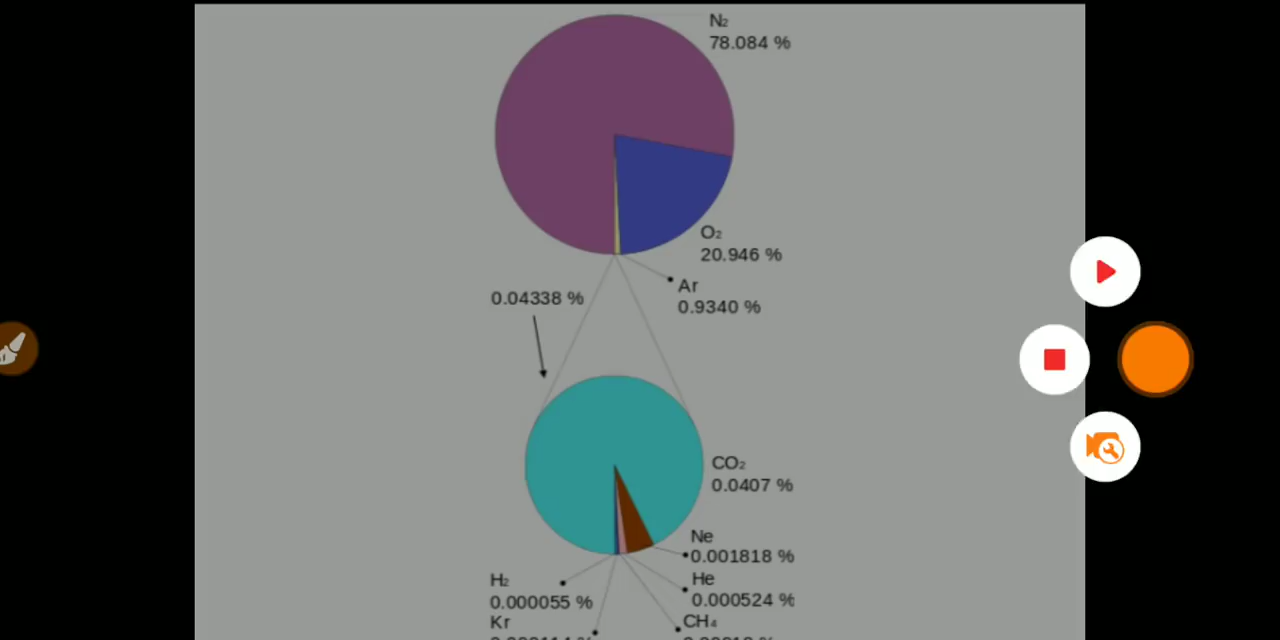 N₂
78.084 %
O₂
20.946 %
Ar
0.9340 %
0.04338 %
CO₂
0.0407 %
Ne
0.001818 %
He
0.000524 %
H₂
0.000055 %
Kr
CH₄